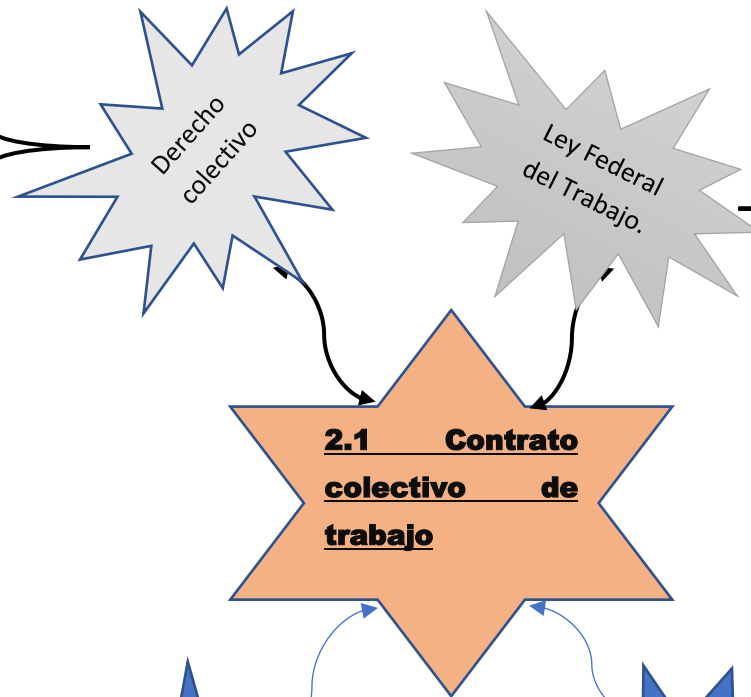 Derecho
colectivo
Ley Federal
del Trabajo.
2.1 Contrato
colectivo de
trabajo